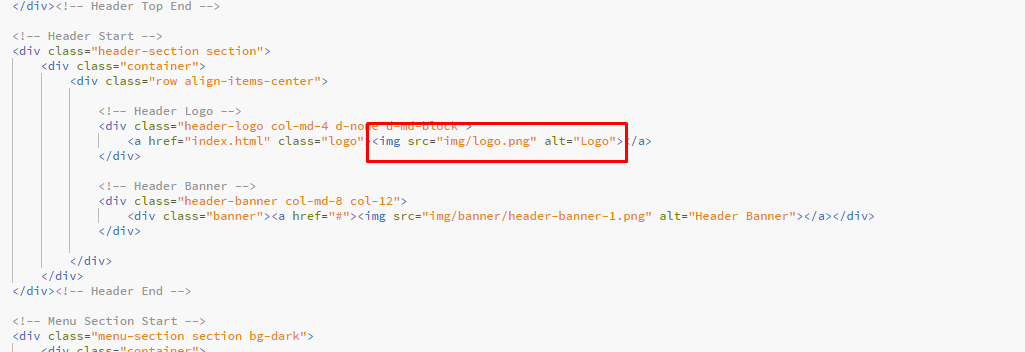 </div><!-- Header Top End -->
<!-- Header Start -->
<div class="header-section section">
<div class="container">
<div class="row align-items-center">
<!-- Header Logo -->
<div class="header-logo col-md-4 d-none d-md-block">
<a href="index.html" class="logo"><img src="img/logo.png" alt="Logo"></a>
</div>
<!-- Header Banner -->
<div class="header-banner col-md-8 col-12">
<div class="banner"><a href="#"><img src="img/banner/header-banner-1.png" alt="Header Banner"></a></div>
</div>
</div>
</div>
</div><!-- Header End -->
<!-- Menu Section Start -->
<div class="menu-section section bg-dark">
<div class="container">